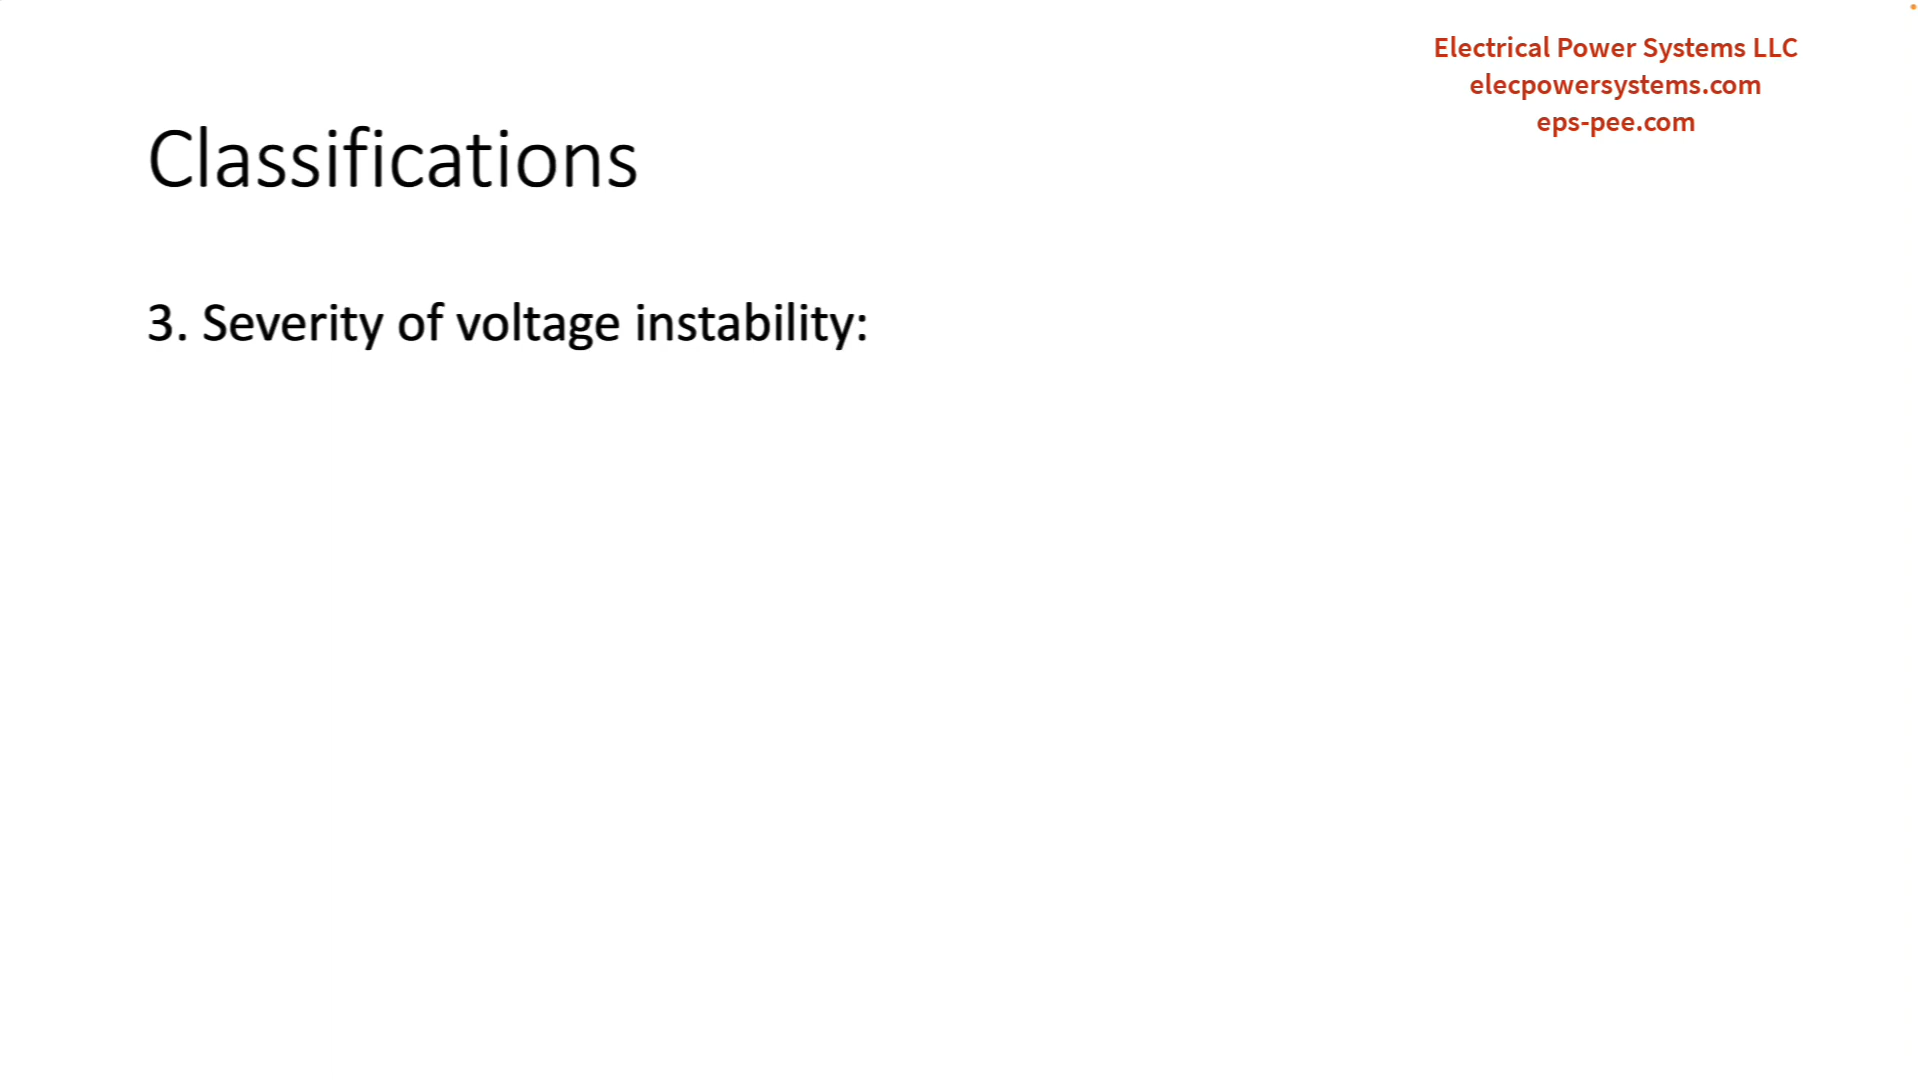 Electrical Power Systems LLC
elecpowersystems.com
eps-pee.com
Classifications
3. Severity of voltage instability: